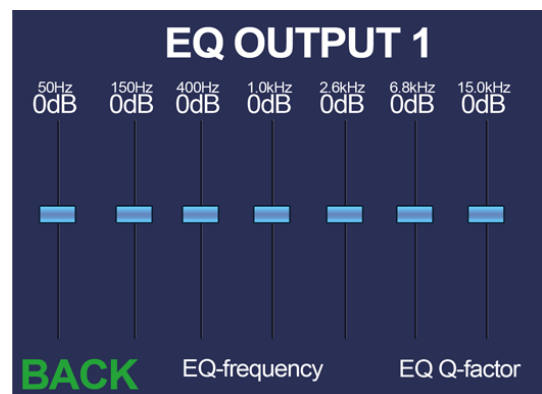 EQ OUTPUT 1
50Hz 150Hz 400Hz 1.0kHz 2.6kHz 6.8kHz 15.0kHz
0dB 0dB 0dB 0dB 0dB 0dB 0dB
BACK EQ-frequency EQ Q-factor